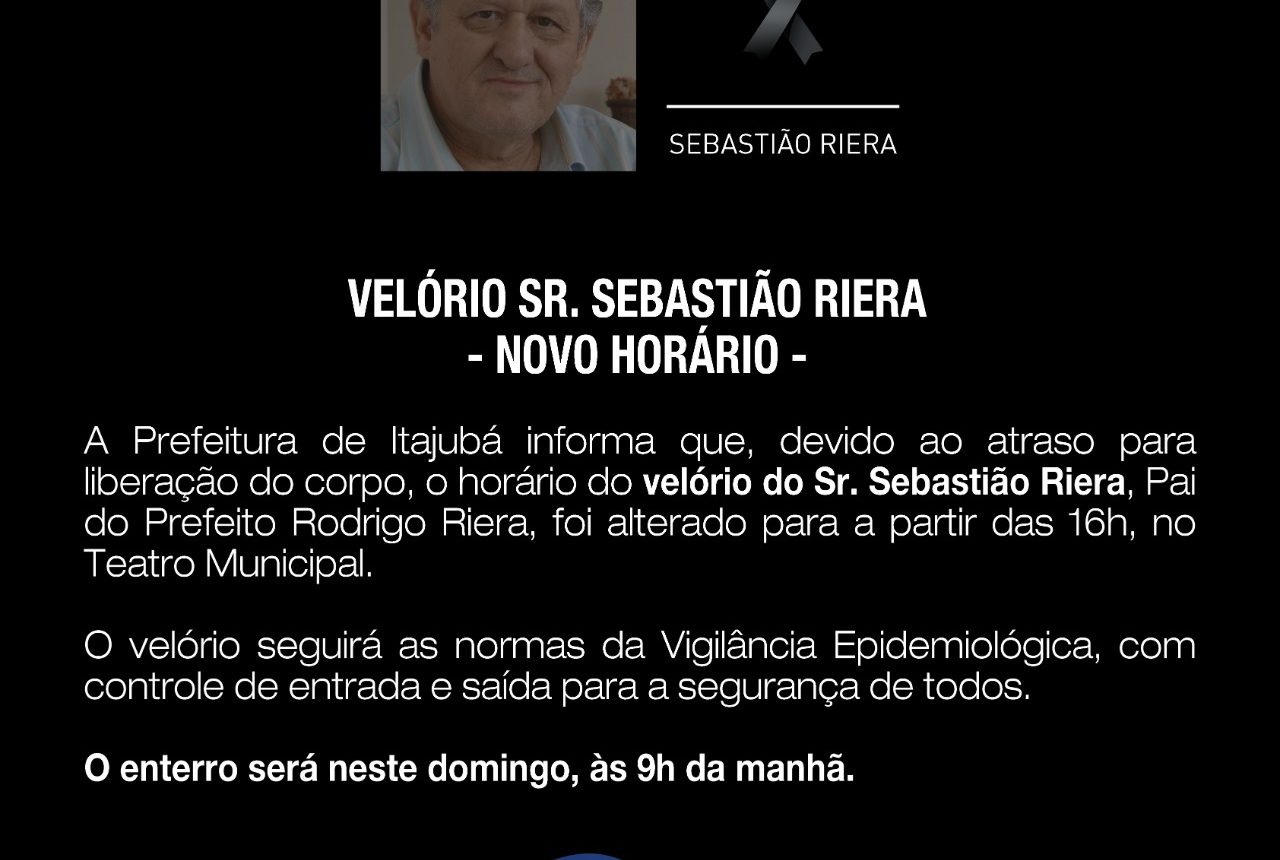 SEBASTIÃO RIERA
VELÓRIO SR. SEBASTIÃO RIERA
- NOVO HORÁRIO -
A Prefeitura de Itajubá informa que, devido ao atraso para
liberação do corpo, o horário do velório do Sr. Sebastião Riera, Pai
do Prefeito Rodrigo Riera, foi alterado para a partir das 16h, no
Teatro Municipal.
O velório seguirá as normas da Vigilância Epidemiológica, com
controle de entrada e saída para a segurança de todos.
O enterro será neste domingo, às 9h da manhã.